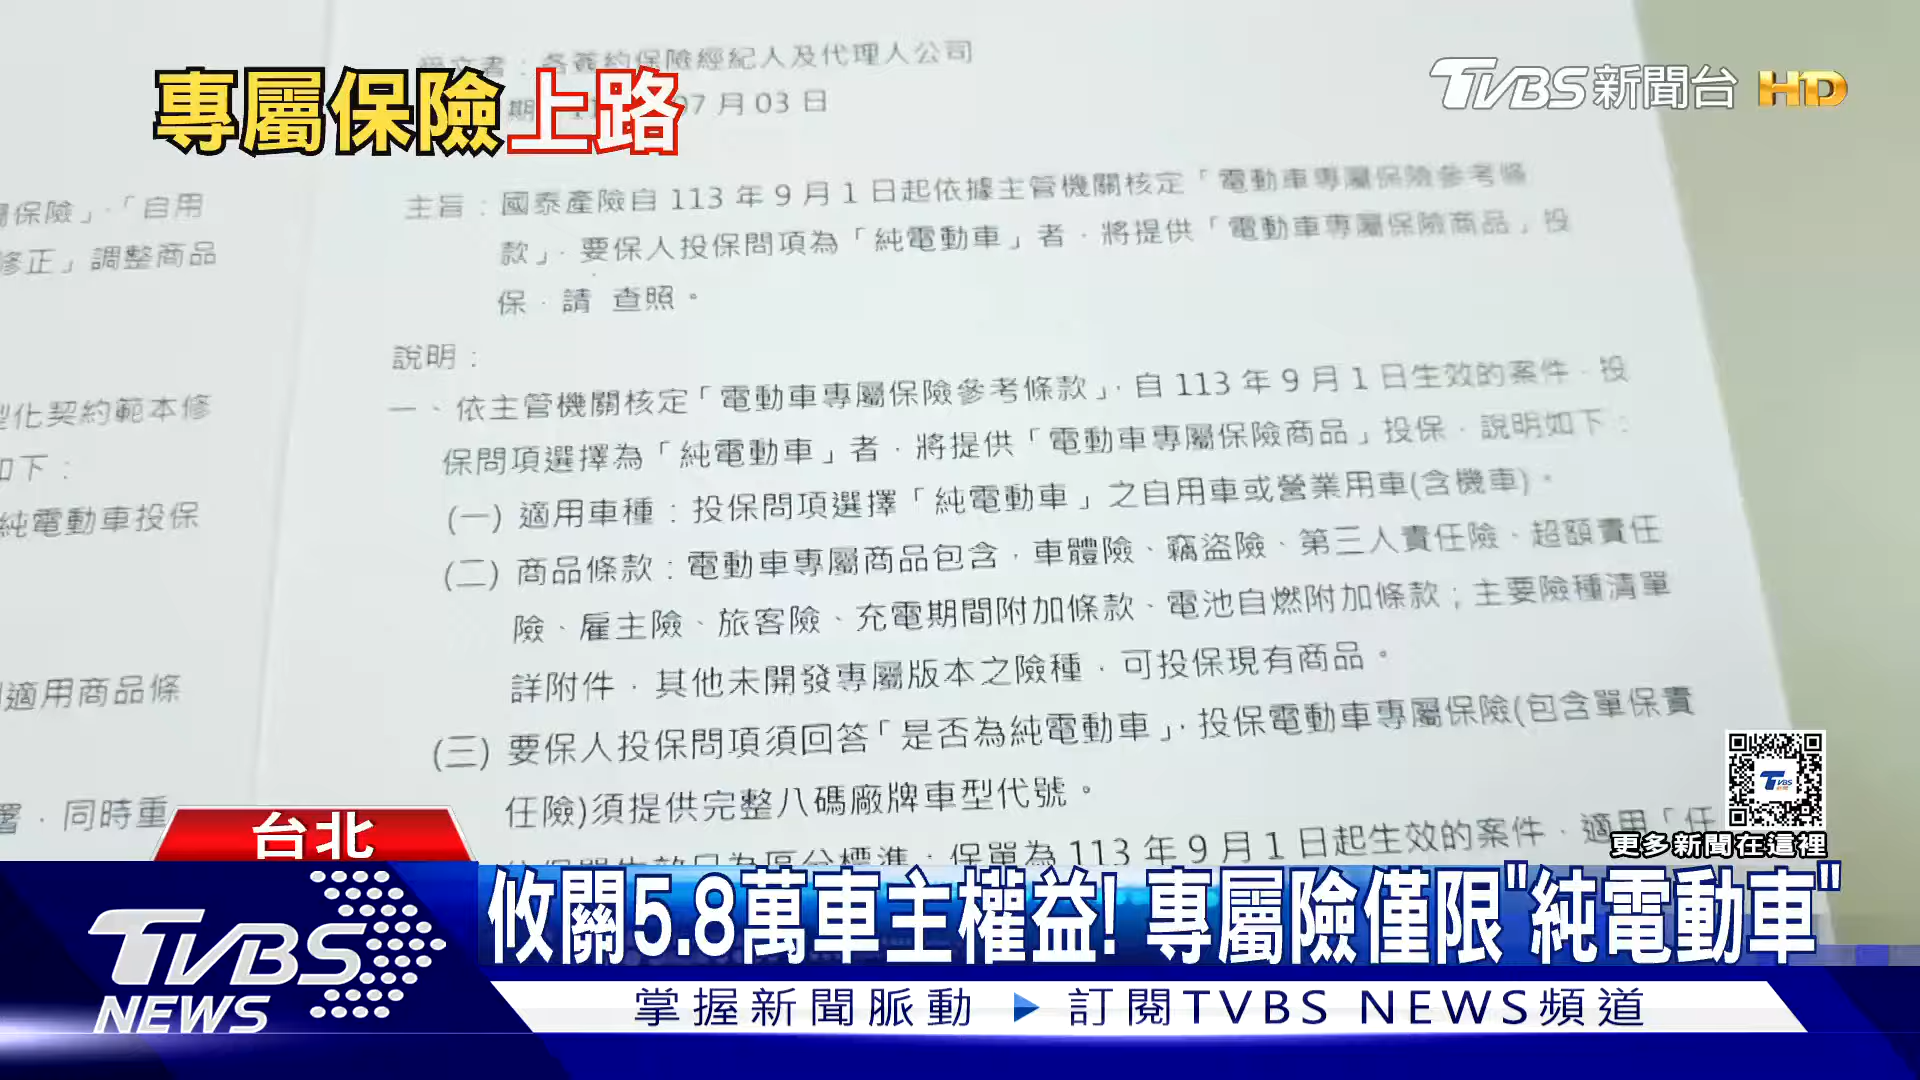 專屬保險上路
TVBS新聞台 HD
受文者：各簽約保險經紀人及代理人公司
期 07 月 03 日
主旨：國泰產險自 113 年 9 月 1 日起依據主管機關核定「電動車專屬保險參考條
款」，要保人投保問項為「純電動車」者，將提供「電動車專屬保險商品」投
保，請 查照。
說明：
一、依主管機關核定「電動車專屬保險參考條款」，自 113 年 9 月 1 日生效的案件，投
保問項選擇為「純電動車」者，將提供「電動車專屬保險商品」投保，說明如下：
(一) 適用車種：投保問項選擇「純電動車」之自用車或營業用車(含機車)。
(二) 商品條款：電動車專屬商品包含，車體險、竊盜險、第三人責任險、超額責任
險、雇主險、旅客險、充電期間附加條款、電池自燃附加條款；主要險種清單
詳附件，其他未開發專屬版本之險種，可投保現有商品。
(三) 要保人投保問項須回答「是否為純電動車」，投保電動車專屬保險(包含單保責
任險)須提供完整八碼廠牌車型代號。
保單為 113 年 9 月 1 日起生效的案件，適用「任
屬保險」、「自用
修正」調整商品
型化契約範本修
如下：
純電動車投保
適用商品條
署，同時重
TVBS
新聞
更多新聞在這裡
台北
攸關5.8萬車主權益! 專屬險僅限"純電動車"
TVBS
NEWS
掌握新聞脈動 ▶ 訂閱TVBS NEWS頻道